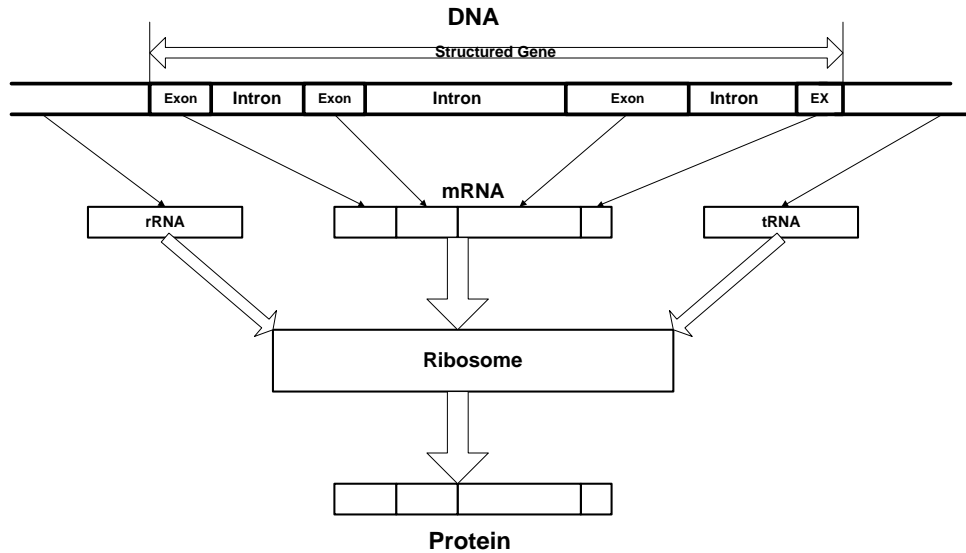 DNA
Structured Gene
Exon Intron Exon Intron Exon Intron EX
mRNA
rRNA tRNA
Ribosome
Protein